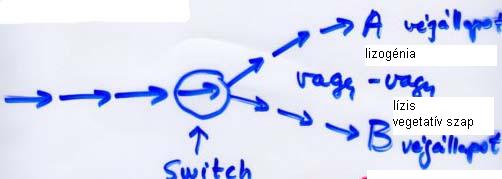 A végállapot
lizogénia
vagy - vagy
lízis
vegetatív szap
B végállapot
Switch